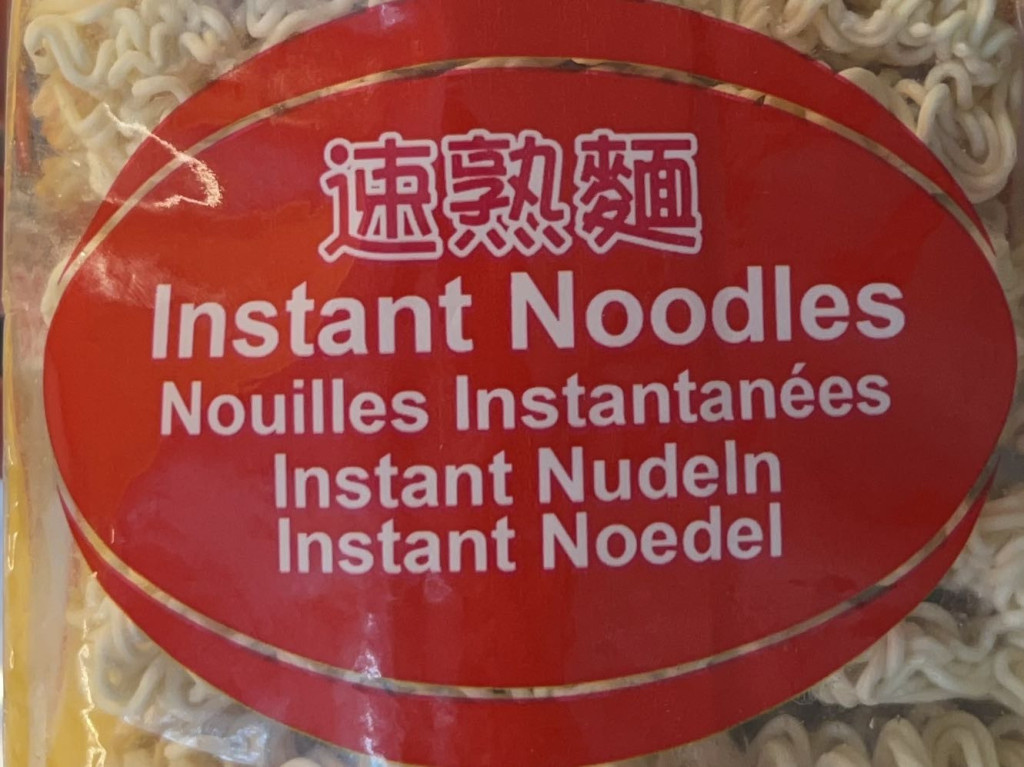 速熟麵
Instant Noodles
Nouilles Instantanées
Instant Nudeln
Instant Noedel